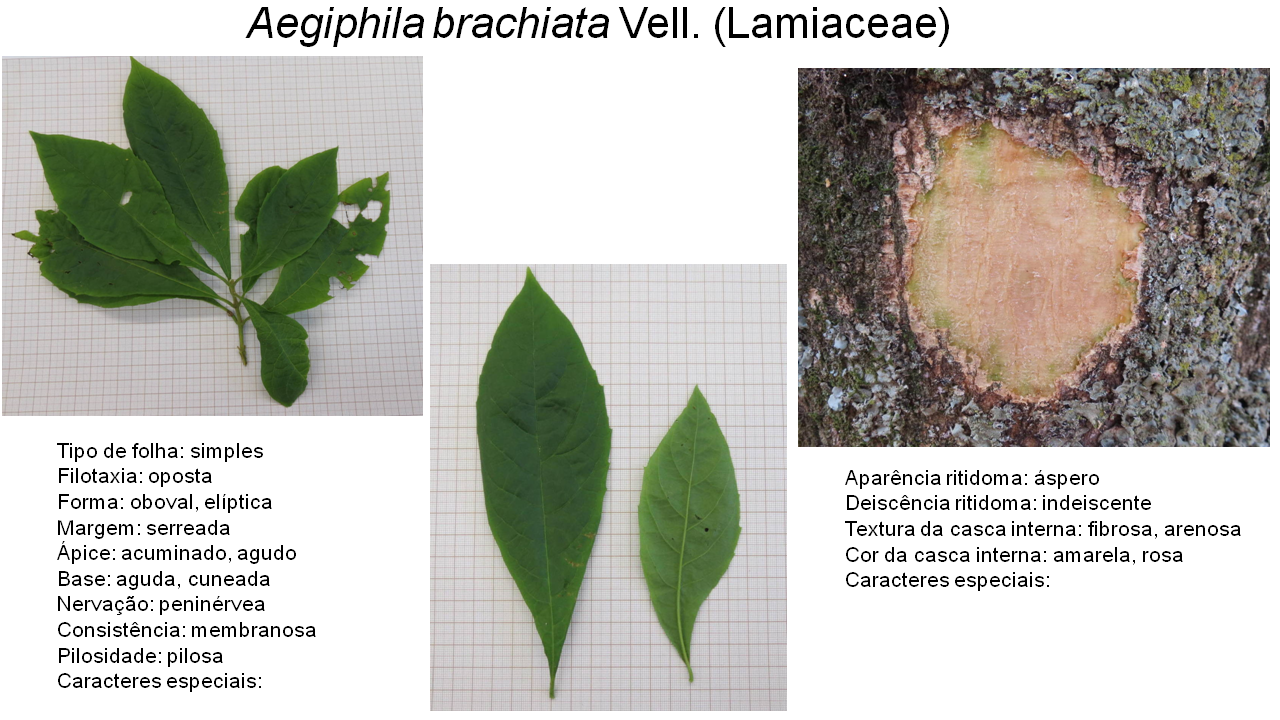 Aegiphila brachiata Vell. (Lamiaceae)
Tipo de folha: simples
Filotaxia: oposta
Forma: oboval, elíptica
Margem: serreada
Ápice: acuminado, agudo
Base: aguda, cuneada
Nervação: peninérvea
Consistência: membranosa
Pilosidade: pilosa
Caracteres especiais:
Aparência ritidoma: áspero
Deiscência ritidoma: indeiscente
Textura da casca interna: fibrosa, arenosa
Cor da casca interna: amarela, rosa
Caracteres especiais: